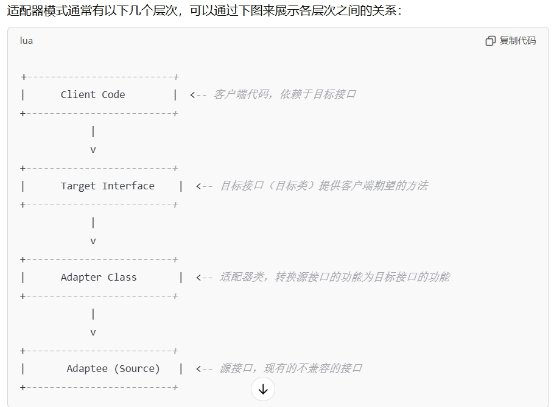 适配器模式通常有以下几个层次，可以通过下图来展示各层次之间的关系：
lua 复制代码
+------------------------+
|      Client Code       |  <-- 客户端代码，依赖于目标接口
+------------------------+
|
v
+------------------------+
|      Target Interface    |  <-- 目标接口（目标类）提供客户端期望的方法
+------------------------+
|
v
+------------------------+
|      Adapter Class       |  <-- 适配器类，转换源接口的功能为目标接口的功能
+------------------------+
|
v
+------------------------+
|       Adaptee (Source)   |  <-- 源接口，现有的不兼容的接口
+------------------------+